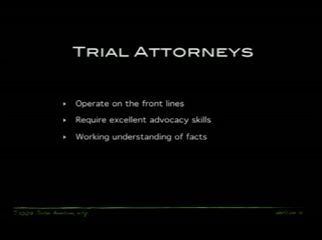 TRIAL ATTORNEYS
Operate on the front lines
Require excellent advocacy skills
Working understanding of facts